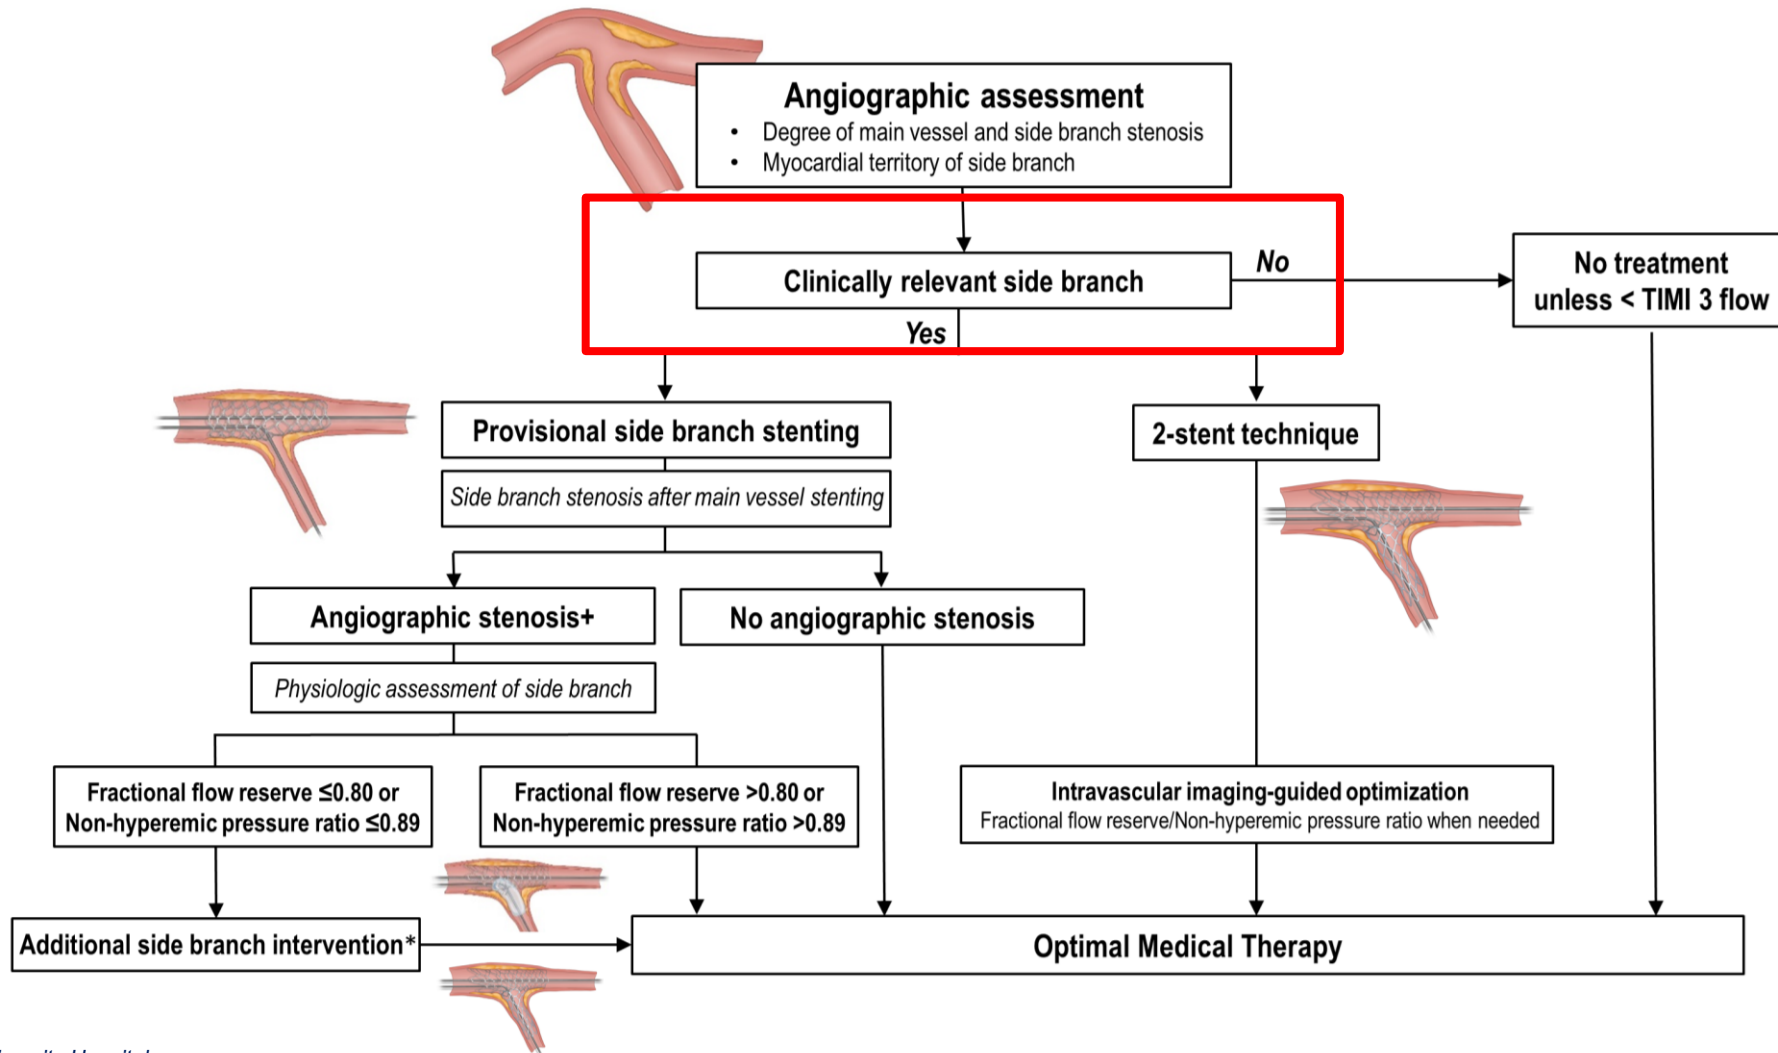 Angiographic assessment
• Degree of main vessel and side branch stenosis
• Myocardial territory of side branch
Clinically relevant side branch
No
No treatment
unless < TIMI 3 flow
Yes
Provisional side branch stenting
2-stent technique
Side branch stenosis after main vessel stenting
Angiographic stenosis+
No angiographic stenosis
Physiologic assessment of side branch
Fractional flow reserve ≤0.80 or
Non-hyperemic pressure ratio ≤0.89
Fractional flow reserve >0.80 or
Non-hyperemic pressure ratio >0.89
Intravascular imaging-guided optimization
Fractional flow reserve/Non-hyperemic pressure ratio when needed
Additional side branch intervention*
Optimal Medical Therapy